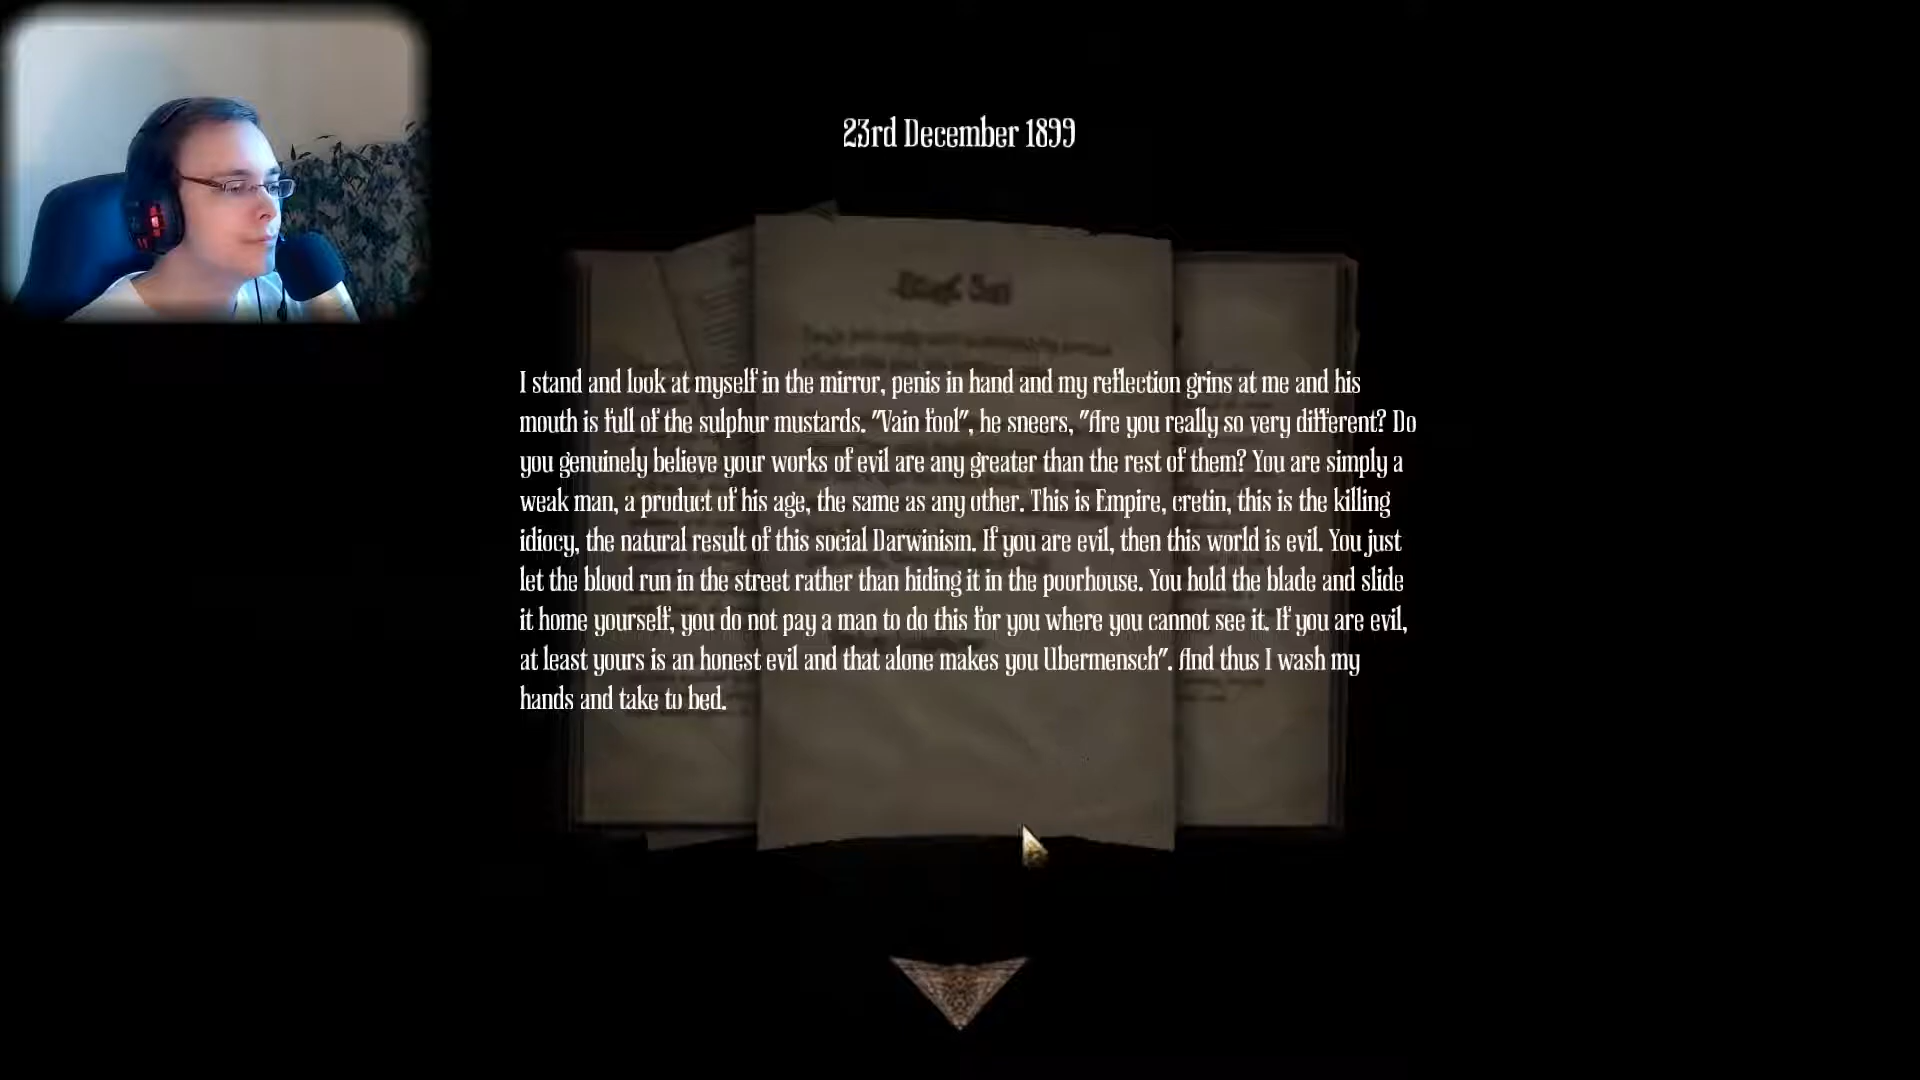 23rd December 1899
I stand and look at myself in the mirror, penis in hand and my reflection grins at me and his
mouth is full of the sulphur mustards. "Vain fool", he sneers, "Are you really so very different? Do
you genuinely believe your works of evil are any greater than the rest of them? You are simply a
weak man, a product of his age, the same as any other. This is Empire, cretin, this is the killing
idiocy, the natural result of this social Darwinism. If you are evil, then this world is evil. You just
let the blood run in the street rather than hiding it in the poorhouse. You hold the blade and slide
it home yourself, you do not pay a man to do this for you where you cannot see it. If you are evil,
at least yours is an honest evil and that alone makes you Ubermensch". And thus I wash my
hands and take to bed.